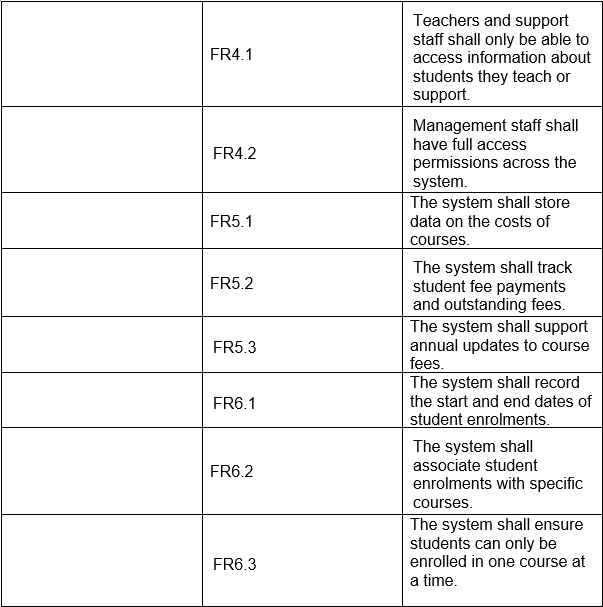 FR4.1
Teachers and support
staff shall only be able to
access information about
students they teach or
support.
FR4.2
Management staff shall
have full access
permissions across the
system.
FR5.1
The system shall store
data on the costs of
courses.
FR5.2
The system shall track
student fee payments
and outstanding fees.
FR5.3
The system shall support
annual updates to course
fees.
FR6.1
The system shall record
the start and end dates of
student enrolments.
FR6.2
The system shall
associate student
enrolments with specific
courses.
FR6.3
The system shall ensure
students can only be
enrolled in one course at
a time.